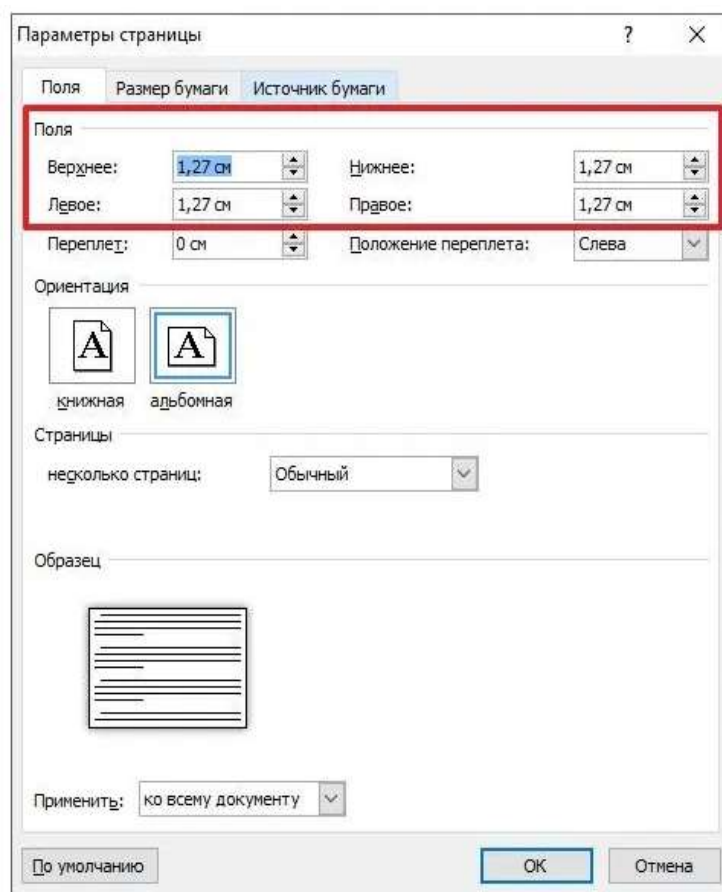 Параметры страницы ? ×
Поля Размер бумаги Источник бумаги
Поля
Верхнее: 1,27 см Нижнее: 1,27 см
Левое: 1,27 см Правое: 1,27 см
Переплет: 0 см Положение переплета: Слева
Ориентация
A A
книжная альбомная
Страницы
несколько страниц: Обычный
Образец
Применить: ко всему документу
По умолчанию ОК Отмена